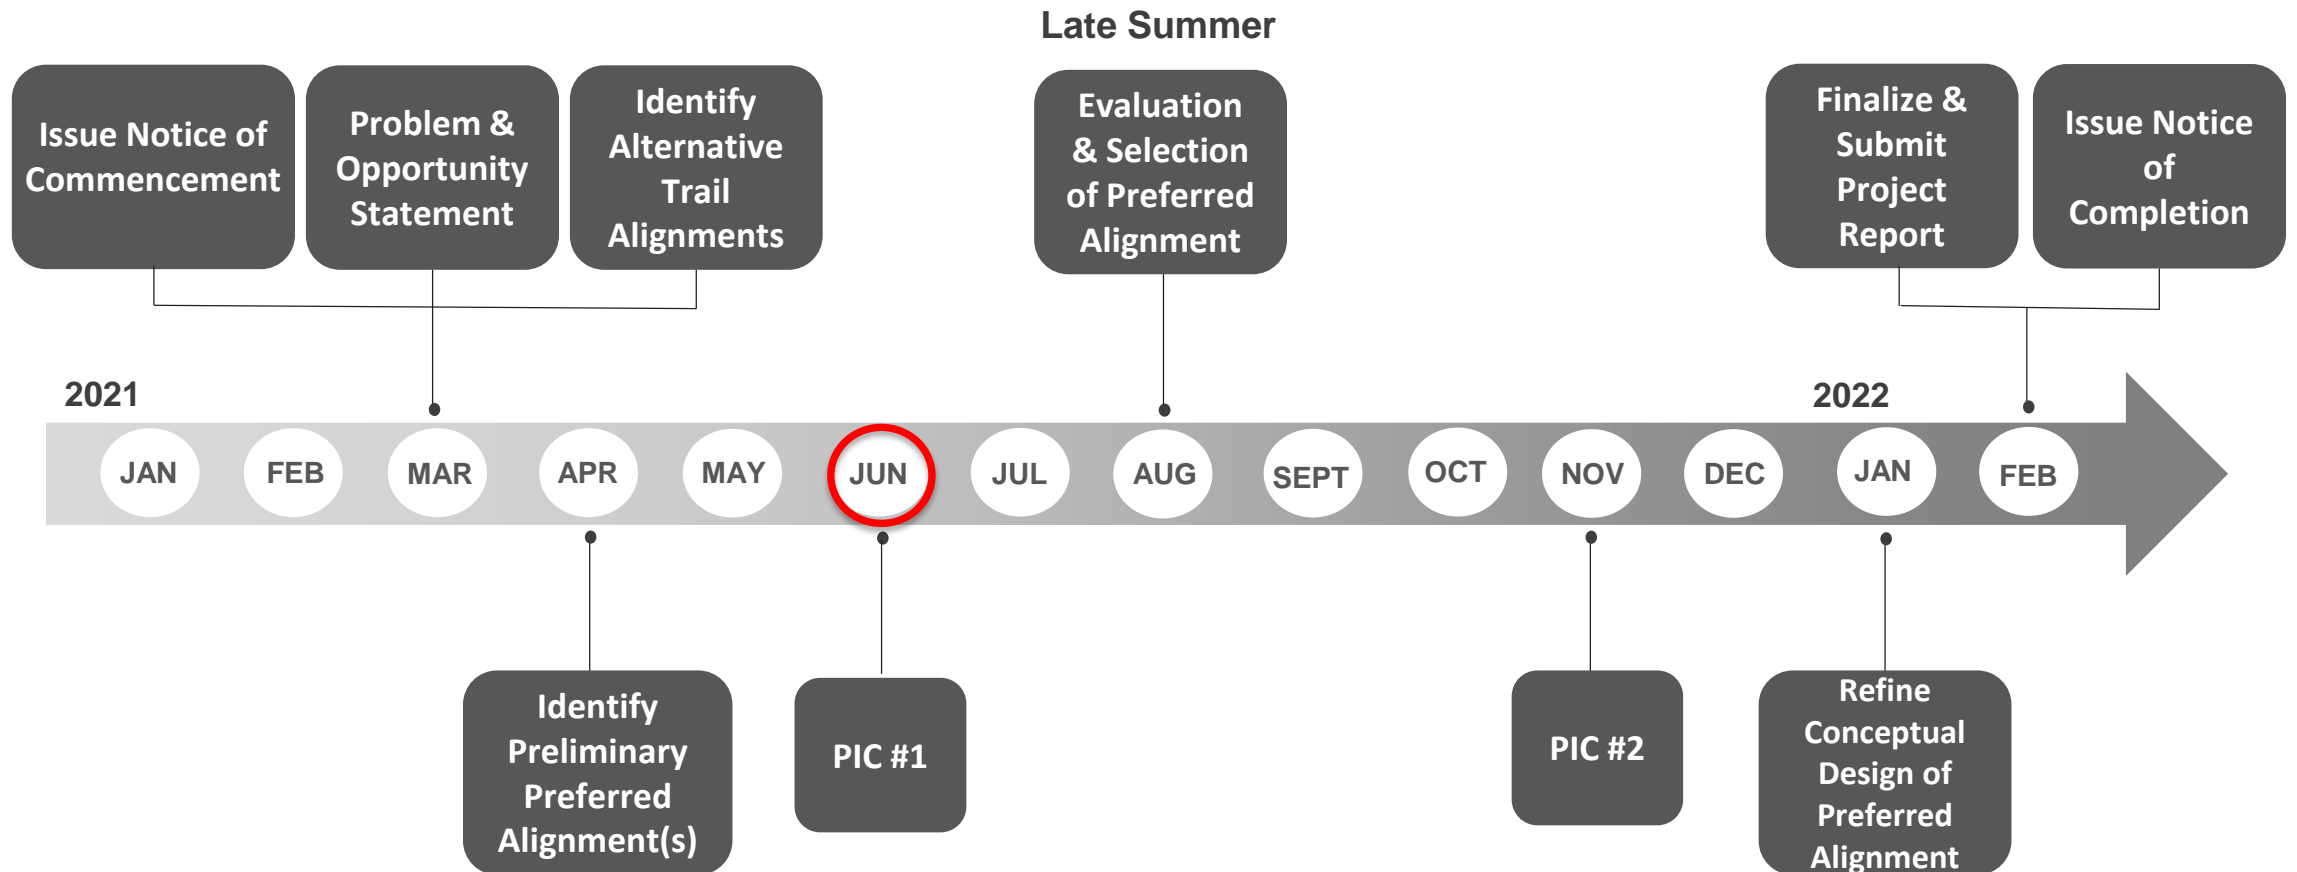 Late Summer
Issue Notice of
Commencement
Problem &
Opportunity
Statement
Identify
Alternative
Trail
Alignments
Evaluation
& Selection
of Preferred
Alignment
Finalize &
Submit
Project
Report
Issue Notice
of
Completion
2021
2022
JAN
FEB
MAR
APR
MAY
JUN
JUL
AUG
SEPT
OCT
NOV
DEC
JAN
FEB
Identify
Preliminary
Preferred
Alignment(s)
PIC #1
PIC #2
Refine
Conceptual
Design of
Preferred
Alignment